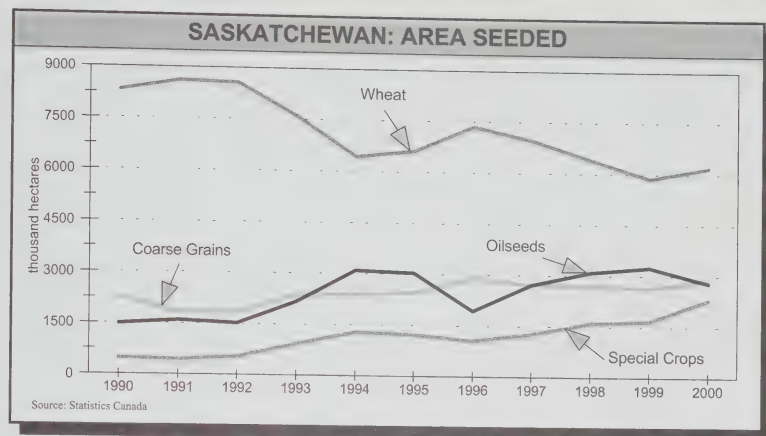 SASKATCHEWAN: AREA SEEDED
9000
7500
6000
4500
3000
1500
0
thousand hectares
Wheat
Coarse Grains
Oilseeds
Special Crops
1990 1991 1992 1993 1994 1995 1996 1997 1998 1999 2000
Source: Statistics Canada